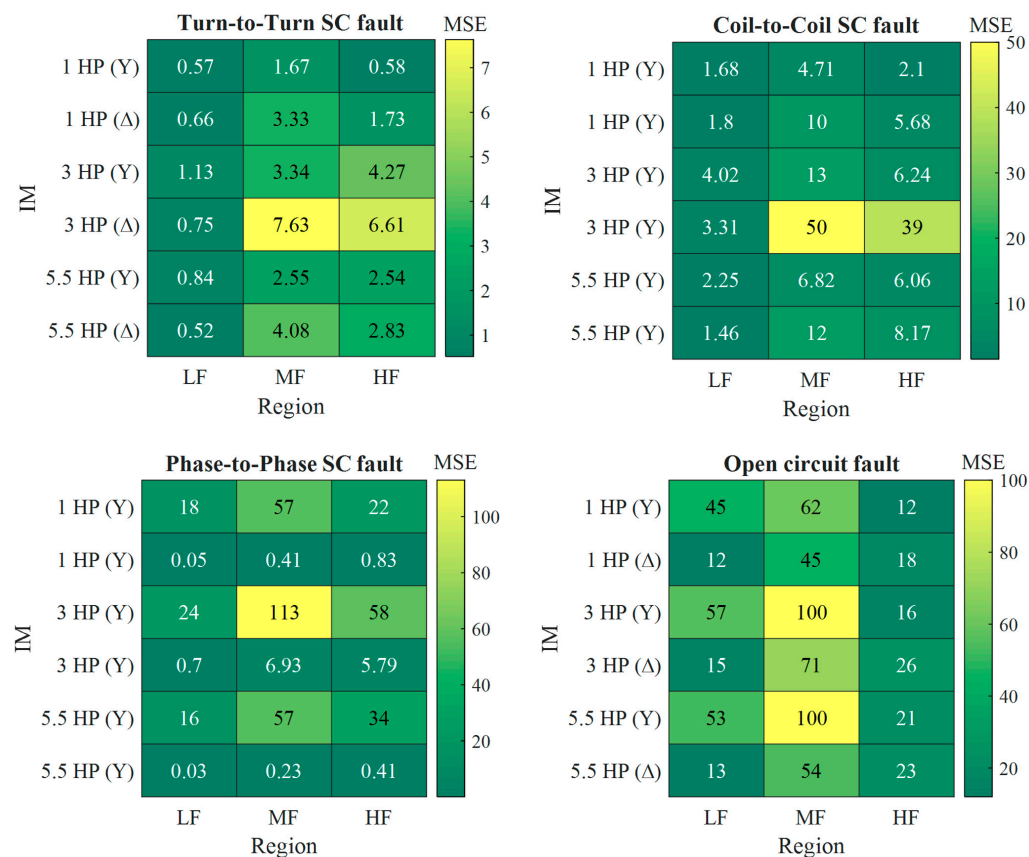 Turn-to-Turn SC fault
MSE
1 HP (Y) 0.57 1.67 0.58
1 HP (Δ) 0.66 3.33 1.73
3 HP (Y) 1.13 3.34 4.27
3 HP (Δ) 0.75 7.63 6.61
5.5 HP (Y) 0.84 2.55 2.54
5.5 HP (Δ) 0.52 4.08 2.83
IM
LF MF HF
Region
7
6
5
4
3
2
1
Coil-to-Coil SC fault
MSE
1 HP (Y) 1.68 4.71 2.1
1 HP (Y) 1.8 10 5.68
3 HP (Y) 4.02 13 6.24
3 HP (Y) 3.31 50 39
5.5 HP (Y) 2.25 6.82 6.06
5.5 HP (Y) 1.46 12 8.17
IM
LF MF HF
Region
50
40
30
20
10
Phase-to-Phase SC fault
MSE
1 HP (Y) 18 57 22
1 HP (Y) 0.05 0.41 0.83
3 HP (Y) 24 113 58
3 HP (Y) 0.7 6.93 5.79
5.5 HP (Y) 16 57 34
5.5 HP (Y) 0.03 0.23 0.41
IM
LF MF HF
Region
100
80
60
40
20
Open circuit fault
MSE
1 HP (Y) 45 62 12
1 HP (Δ) 12 45 18
3 HP (Y) 57 100 16
3 HP (Δ) 15 71 26
5.5 HP (Y) 53 100 21
5.5 HP (Δ) 13 54 23
IM
LF MF HF
Region
100
80
60
40
20